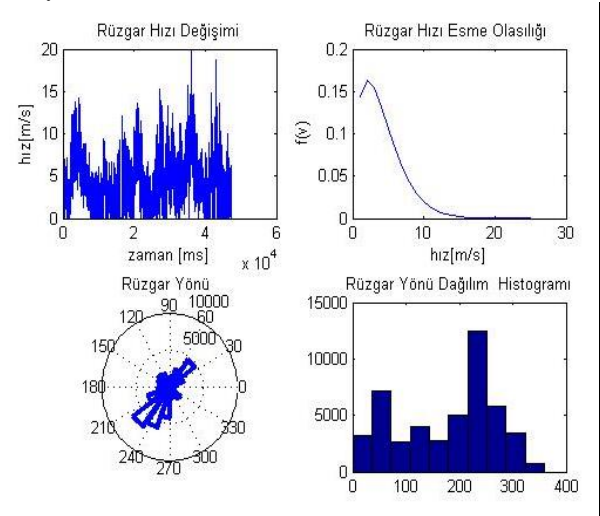 Rüzgar Hızı Değişimi
20
15
10
5
0
hız[m/s]
0 2 4 6
zaman [ms]
x 10^4
Rüzgar Hızı Esme Olasılığı
0.2
0.15
0.1
0.05
0
f(v)
0 10 20 30
hız[m/s]
Rüzgar Yönü
90 10000
120 60
5000
150 30
180 0
210 330
240 300
270
Rüzgar Yönü Dağılım Histogramı
15000
10000
5000
0
0 100 200 300 400